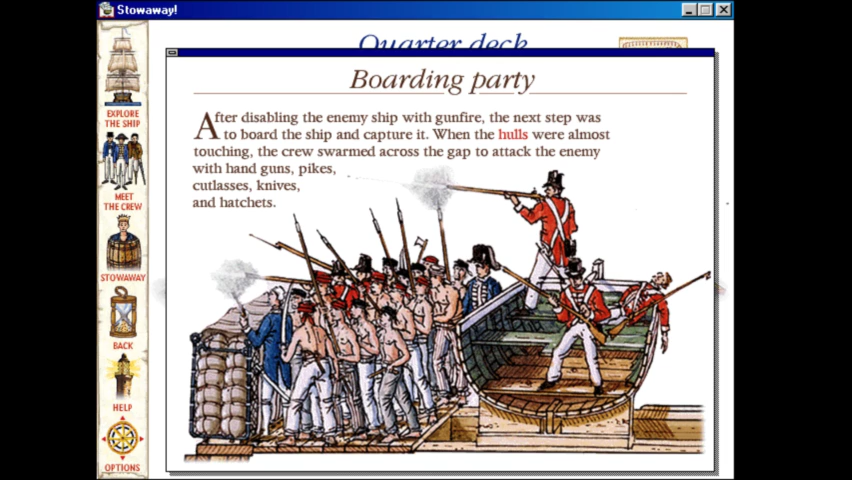 Stowaway!
Quarter deck
Boarding party
After disabling the enemy ship with gunfire, the next step was
to board the ship and capture it. When the hulls were almost
touching, the crew swarmed across the gap to attack the enemy
with hand guns, pikes,
cutlasses, knives,
and hatchets.
EXPLORE
THE SHIP
MEET
THE CREW
STOWAWAY
BACK
HELP
OPTIONS